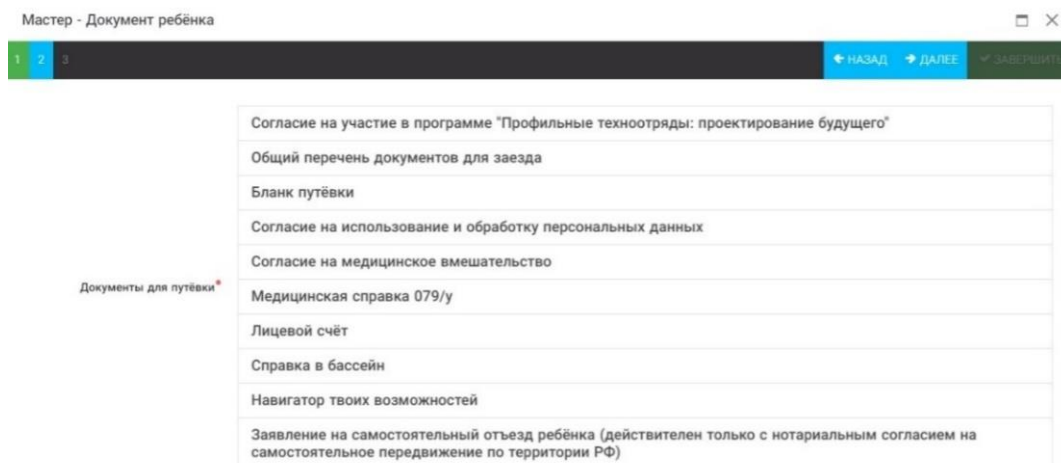 Мастер - Документ ребёнка
1 2 3 НАЗАД ДАЛЕЕ ЗАВЕРШИТЬ
Согласие на участие в программе "Профильные техноотряды: проектирование будущего"
Общий перечень документов для заезда
Бланк путёвки
Согласие на использование и обработку персональных данных
Согласие на медицинское вмешательство
Документы для путёвки*
Медицинская справка 079/у
Лицевой счёт
Справка в бассейн
Навигатор твоих возможностей
Заявление на самостоятельный отъезд ребёнка (действителен только с нотариальным согласием на
самостоятельное передвижение по территории РФ)